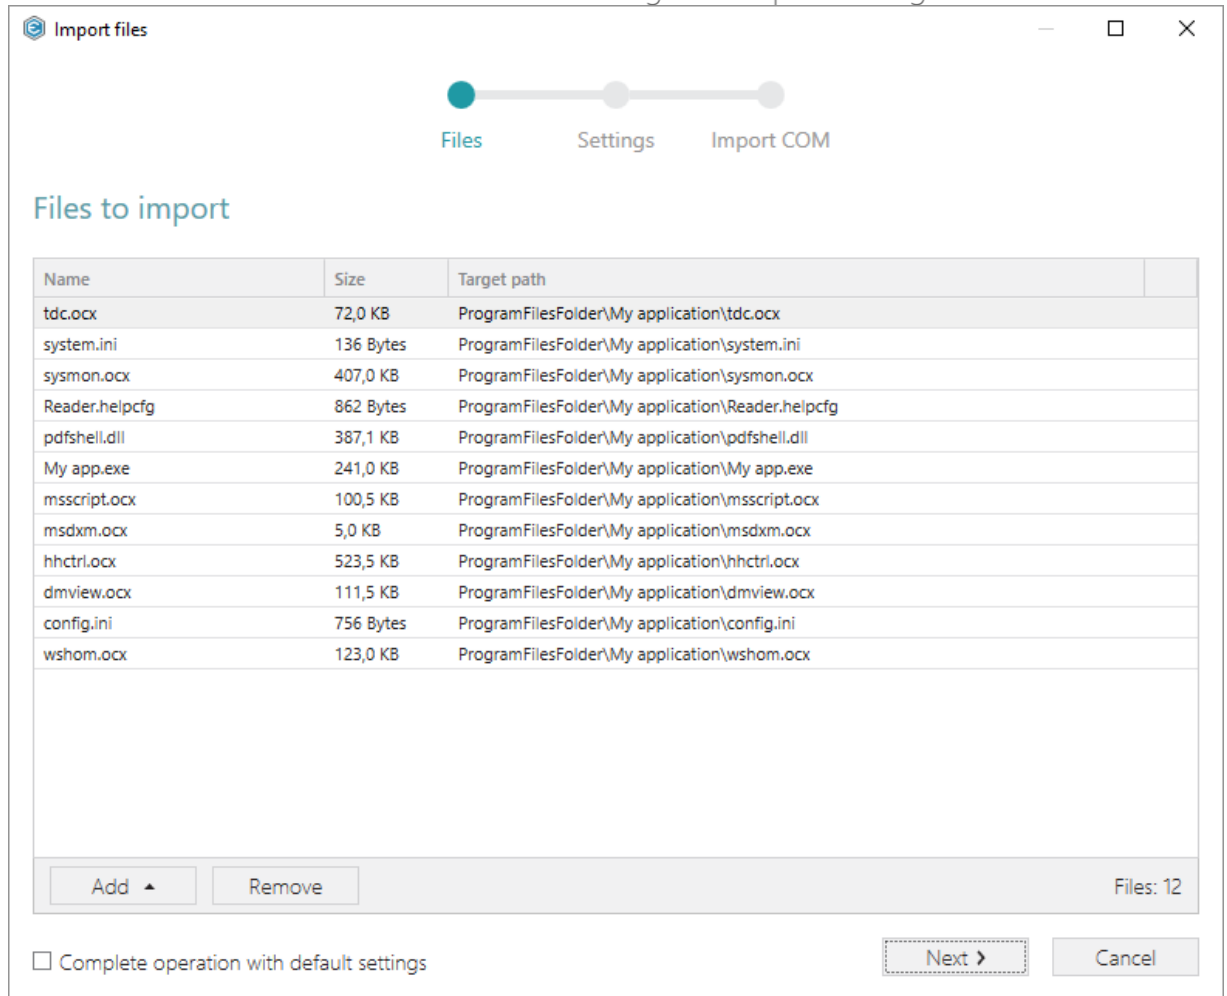 Import files
Files Settings Import COM
Files to import
Name Size Target path
tdc.ocx 72,0 KB ProgramFilesFolder\My application\tdc.ocx
system.ini 136 Bytes ProgramFilesFolder\My application\system.ini
sysmon.ocx 407,0 KB ProgramFilesFolder\My application\sysmon.ocx
Reader.helpcfg 862 Bytes ProgramFilesFolder\My application\Reader.helpcfg
pdfshell.dll 387,1 KB ProgramFilesFolder\My application\pdfshell.dll
My app.exe 241,0 KB ProgramFilesFolder\My application\My app.exe
msscript.ocx 100,5 KB ProgramFilesFolder\My application\msscript.ocx
msdxm.ocx 5,0 KB ProgramFilesFolder\My application\msdxm.ocx
hhctrl.ocx 523,5 KB ProgramFilesFolder\My application\hhctrl.ocx
dmview.ocx 111,5 KB ProgramFilesFolder\My application\dmview.ocx
config.ini 756 Bytes ProgramFilesFolder\My application\config.ini
wshom.ocx 123,0 KB ProgramFilesFolder\My application\wshom.ocx
Add Remove Files: 12
Complete operation with default settings Next Cancel